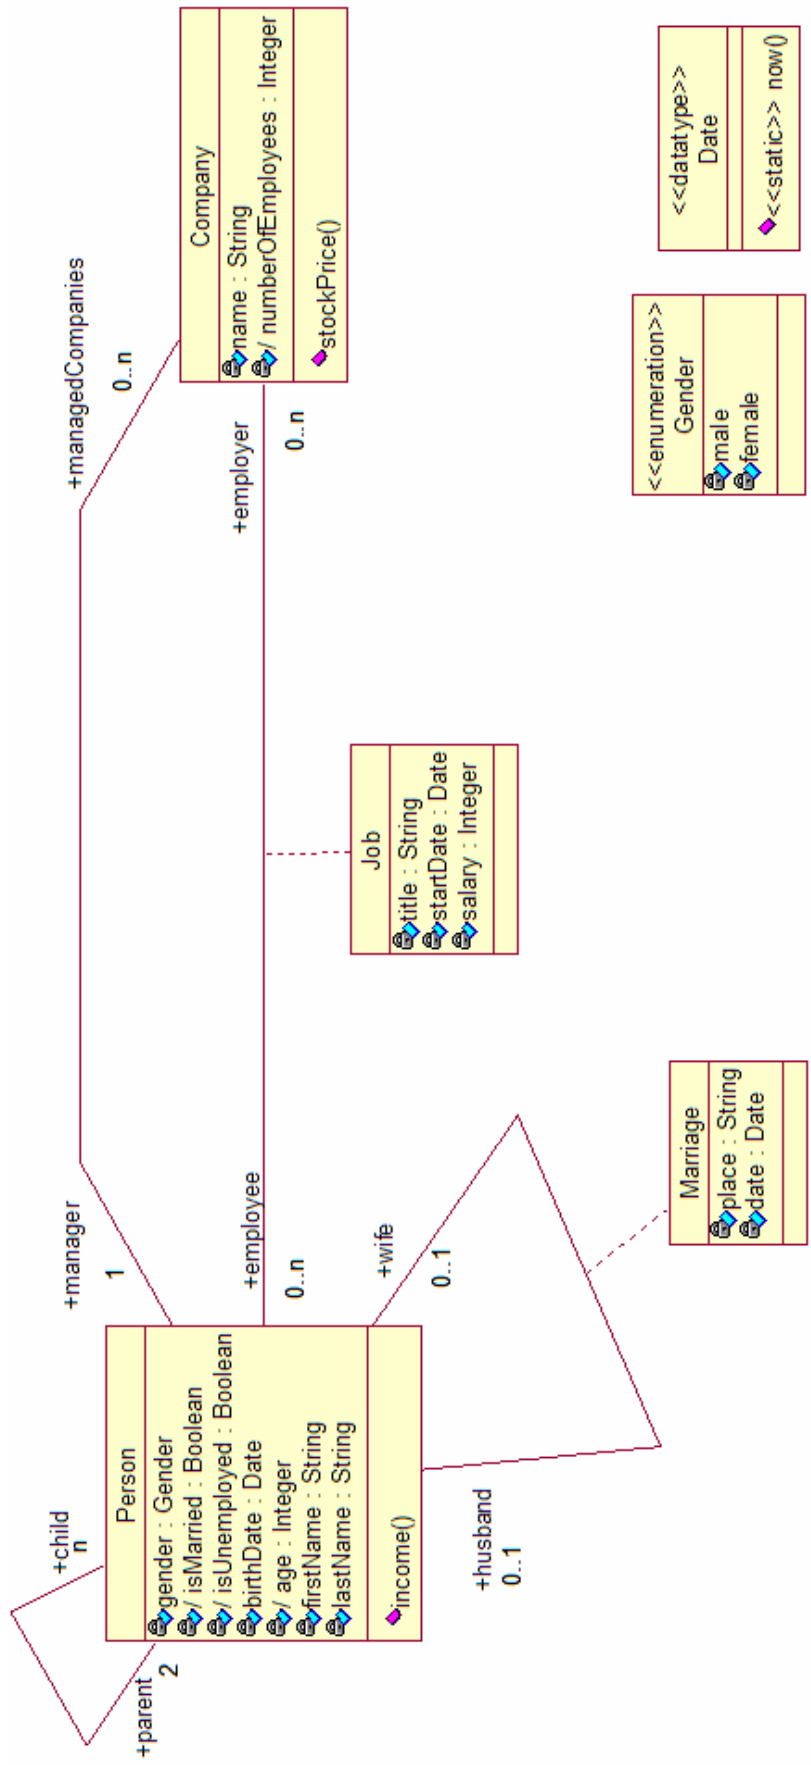 +child
n
+parent
2
Person
gender : Gender
/ isMarried : Boolean
/ isUnemployed : Boolean
birthDate : Date
/ age : Integer
firstName : String
lastName : String
income()
+manager
1
+managedCompanies
0..n
+employee
0..n
+employer
0..n
+wife
0..1
+husband
0..1
Company
name : String
/ numberOfEmployees : Integer
stockPrice()
Job
title : String
startDate : Date
salary : Integer
Marriage
place : String
date : Date
<<enumeration>>
Gender
male
female
<<datatype>>
Date
<<static>> now()